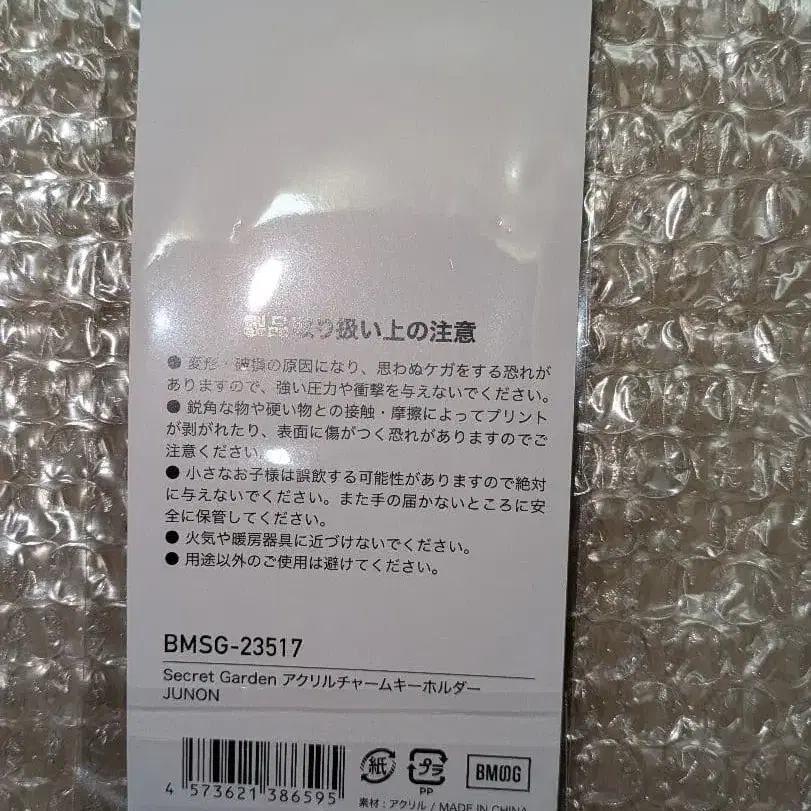 製品取り扱い上の注意
● 変形・破損の原因になり、思わぬケガをする恐れが
ありますので、強い圧力や衝撃を与えないでください。
● 鋭角な物や硬い物との接触・摩擦によってプリント
が剥がれたり、表面に傷がつく恐れがありますのでご
注意ください。
● 小さなお子様は誤飲する可能性がありますので絶対
に与えないでください。また手の届かないところに安
全に保管してください。
● 火気や暖房器具に近づけないでください。
● 用途以外のご使用は避けてください。
BMSG-23517
Secret Garden アクリルチャームキーホルダー
JUNON
4 573621 386595
紙
プラ
PP
BMSG
素材：アクリル / MADE IN CHINA